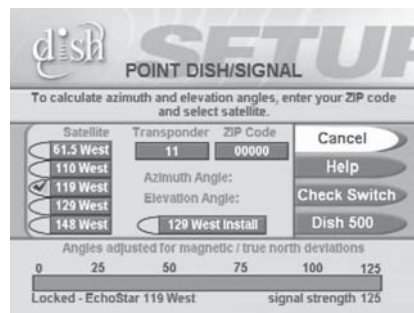 dish
SETUP
POINT DISH/SIGNAL
To calculate azimuth and elevation angles, enter your ZIP code
and select satellite.
Satellite Transponder ZIP Code
61.5 West 11 00000
110 West
119 West
129 West
148 West
Azimuth Angle:
Elevation Angle:
129 West Install
Cancel
Help
Check Switch
Dish 500
Angles adjusted for magnetic / true north deviations
0 25 50 75 100 125
Locked - EchoStar 119 West signal strength 125